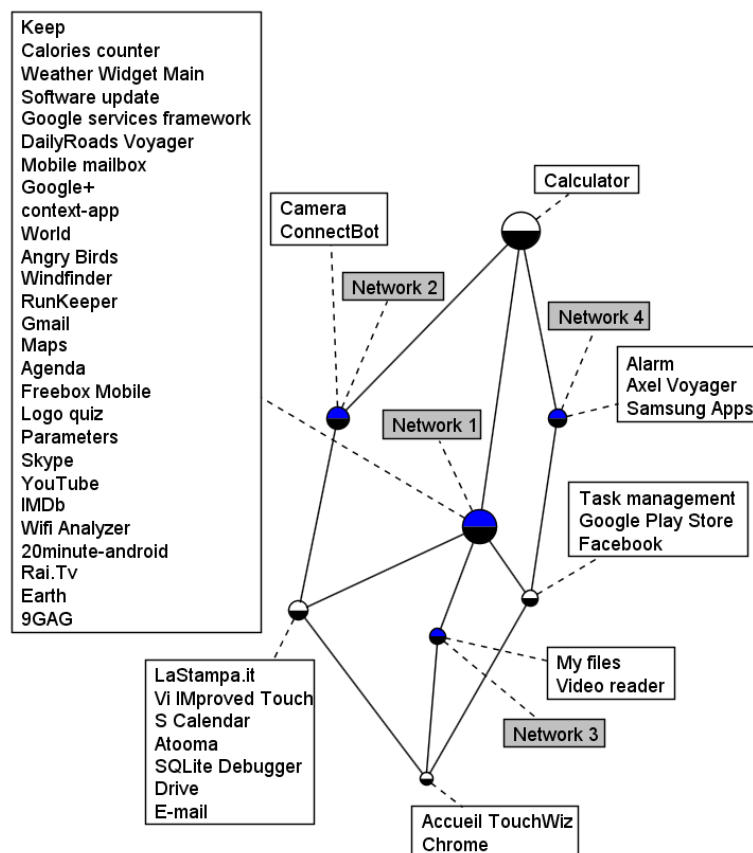 Keep
Calories counter
Weather Widget Main
Software update
Google services framework
DailyRoads Voyager
Mobile mailbox
Google+
context-app
World
Angry Birds
Windfinder
RunKeeper
Gmail
Maps
Agenda
Freebox Mobile
Logo quiz
Parameters
Skype
YouTube
IMDb
Wifi Analyzer
20minute-android
Rai.Tv
Earth
9GAG
Calculator
Camera
ConnectBot
Network 2
Network 4
Alarm
Axel Voyager
Samsung Apps
Network 1
Task management
Google Play Store
Facebook
My files
Video reader
Network 3
LaStampa.it
Vi IMproved Touch
S Calendar
Atooma
SQLite Debugger
Drive
E-mail
Accueil TouchWiz
Chrome